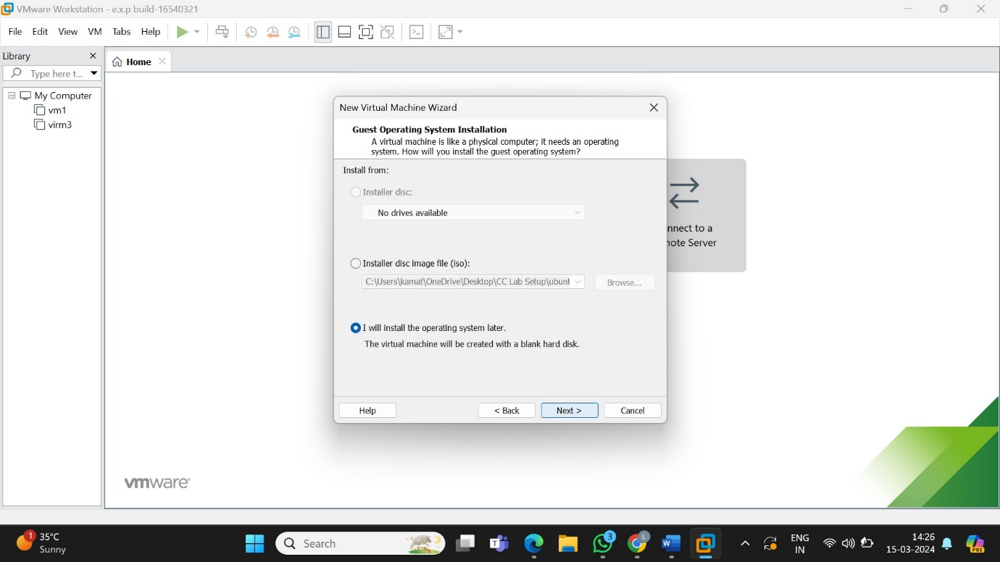 VMware Workstation - e.x.p build-16540321
File Edit View VM Tabs Help
Library
Home
Type here t...
My Computer
vm1
virm3
New Virtual Machine Wizard
Guest Operating System Installation
A virtual machine is like a physical computer; it needs an operating
system. How will you install the guest operating system?
Install from:
Installer disc:
No drives available
nnect to a
note Server
Installer disc image file (iso):
C:\Users\kamat\OneDrive\Desktop\CC Lab Setup\ubunt
Browse...
I will install the operating system later.
The virtual machine will be created with a blank hard disk.
Help < Back Next > Cancel
vmware
1
35°C
Sunny
Search
T
3
L
W
ENG
IN
14:26
15-03-2024
PRE